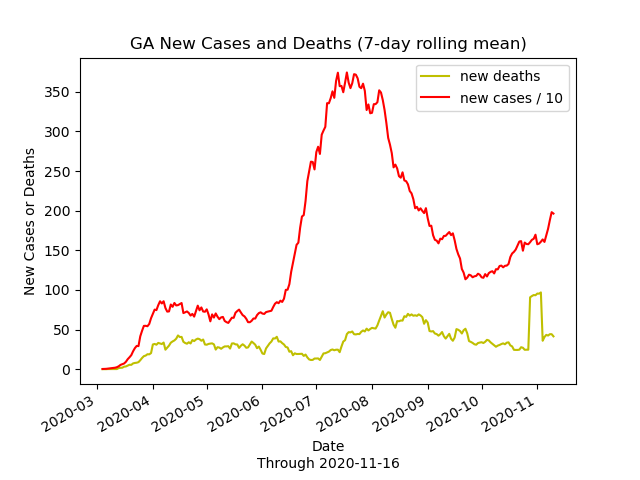 GA New Cases and Deaths (7-day rolling mean)
new deaths
new cases / 10
350
300
250
200
150
100
50
0
New Cases or Deaths
2020-03
2020-04
2020-05
2020-06
2020-07
2020-08
2020-09
2020-10
2020-11
Date
Through 2020-11-16